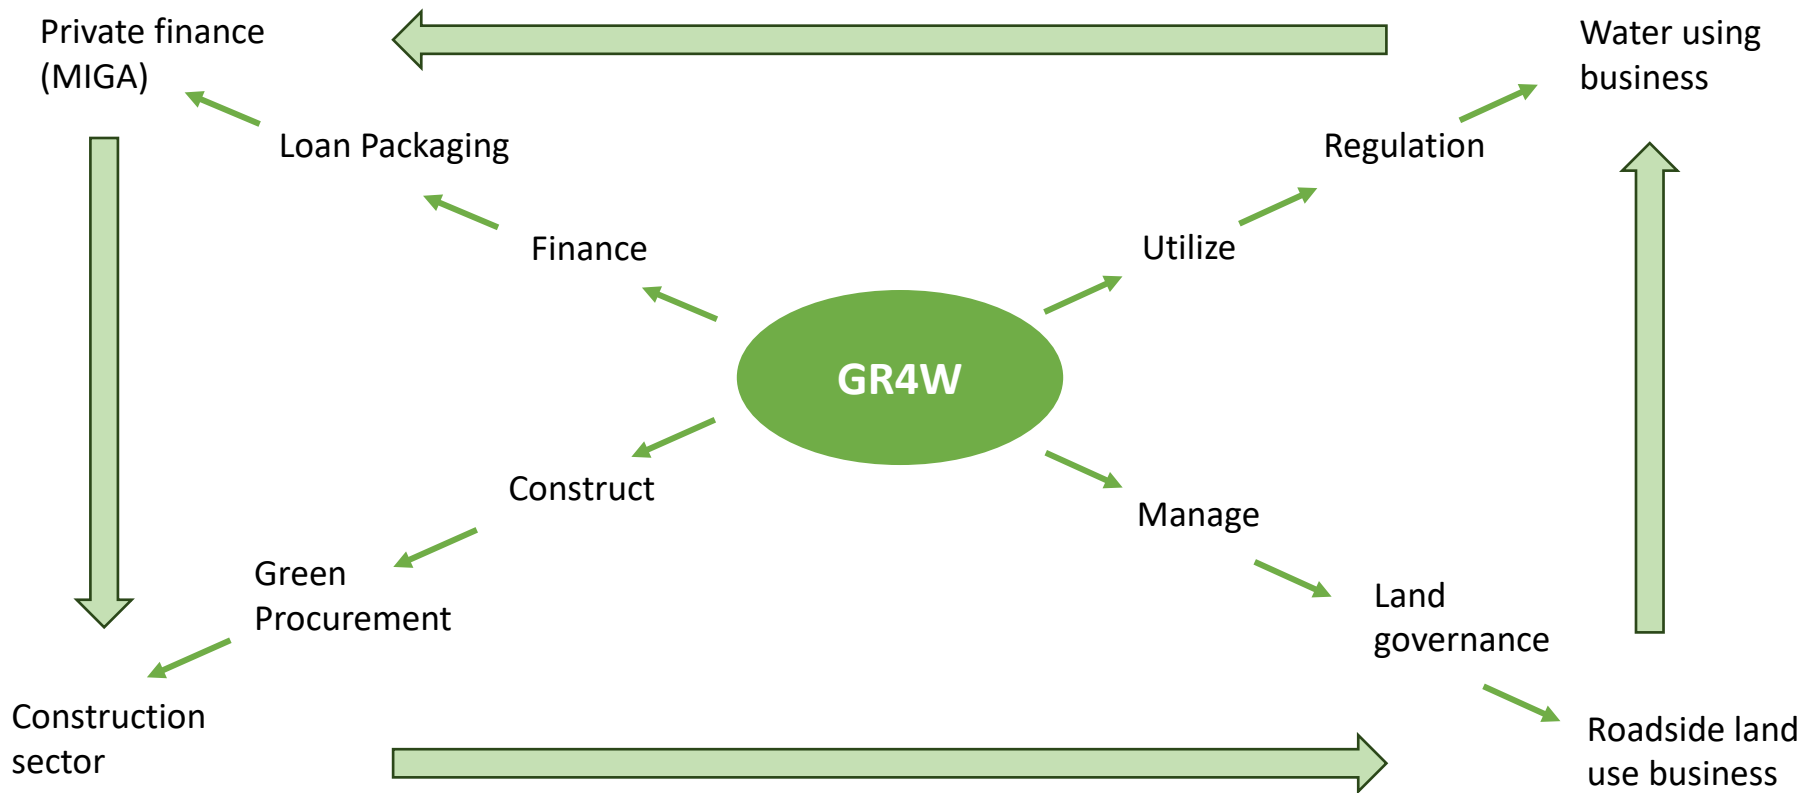 Private finance
(MIGA)
Water using
business
Loan Packaging
Regulation
Finance
Utilize
GR4W
Construct
Manage
Green
Procurement
Land
governance
Construction
sector
Roadside land
use business